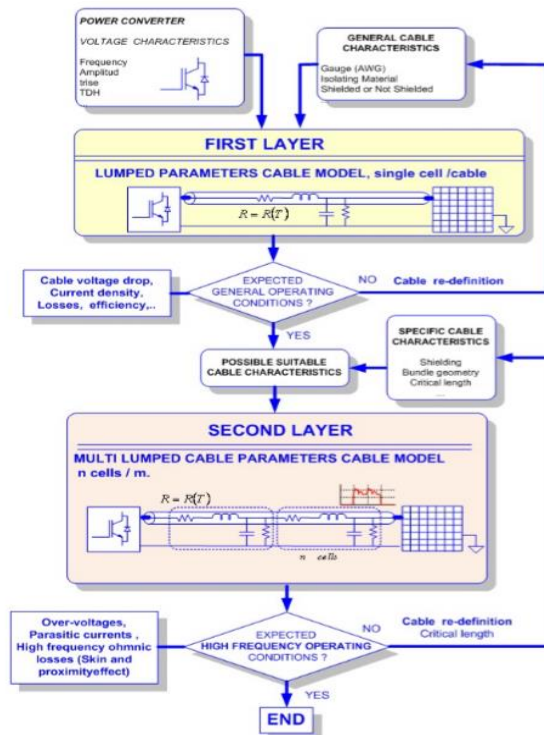 POWER CONVERTER
VOLTAGE CHARACTERISTICS
Frequency
Amplitud
trise
TDH
GENERAL CABLE
CHARACTERISTICS
Gauge (AWG)
Isolating Material
Shielded or Not Shielded
FIRST LAYER
LUMPED PARAMETERS CABLE MODEL, single cell /cable
R = R(T)
Cable voltage drop,
Current density,
Losses, efficiency,..
EXPECTED
GENERAL OPERATING
CONDITIONS ?
NO
Cable re-definition
YES
POSSIBLE SUITABLE
CABLE CHARACTERISTICS
SPECIFIC CABLE
CHARACTERISTICS
Shielding
Bundle geometry
Critical length
...
SECOND LAYER
MULTI LUMPED CABLE PARAMETERS CABLE MODEL
n cells / m.
R = R(T)
n cells
Over-voltages,
Parasitic currents ,
High frequency ohmnic
losses (Skin and
proximityeffect)
EXPECTED
HIGH FREQUENCY OPERATING
CONDITIONS ?
NO
Cable re-definition
Critical length
YES
END